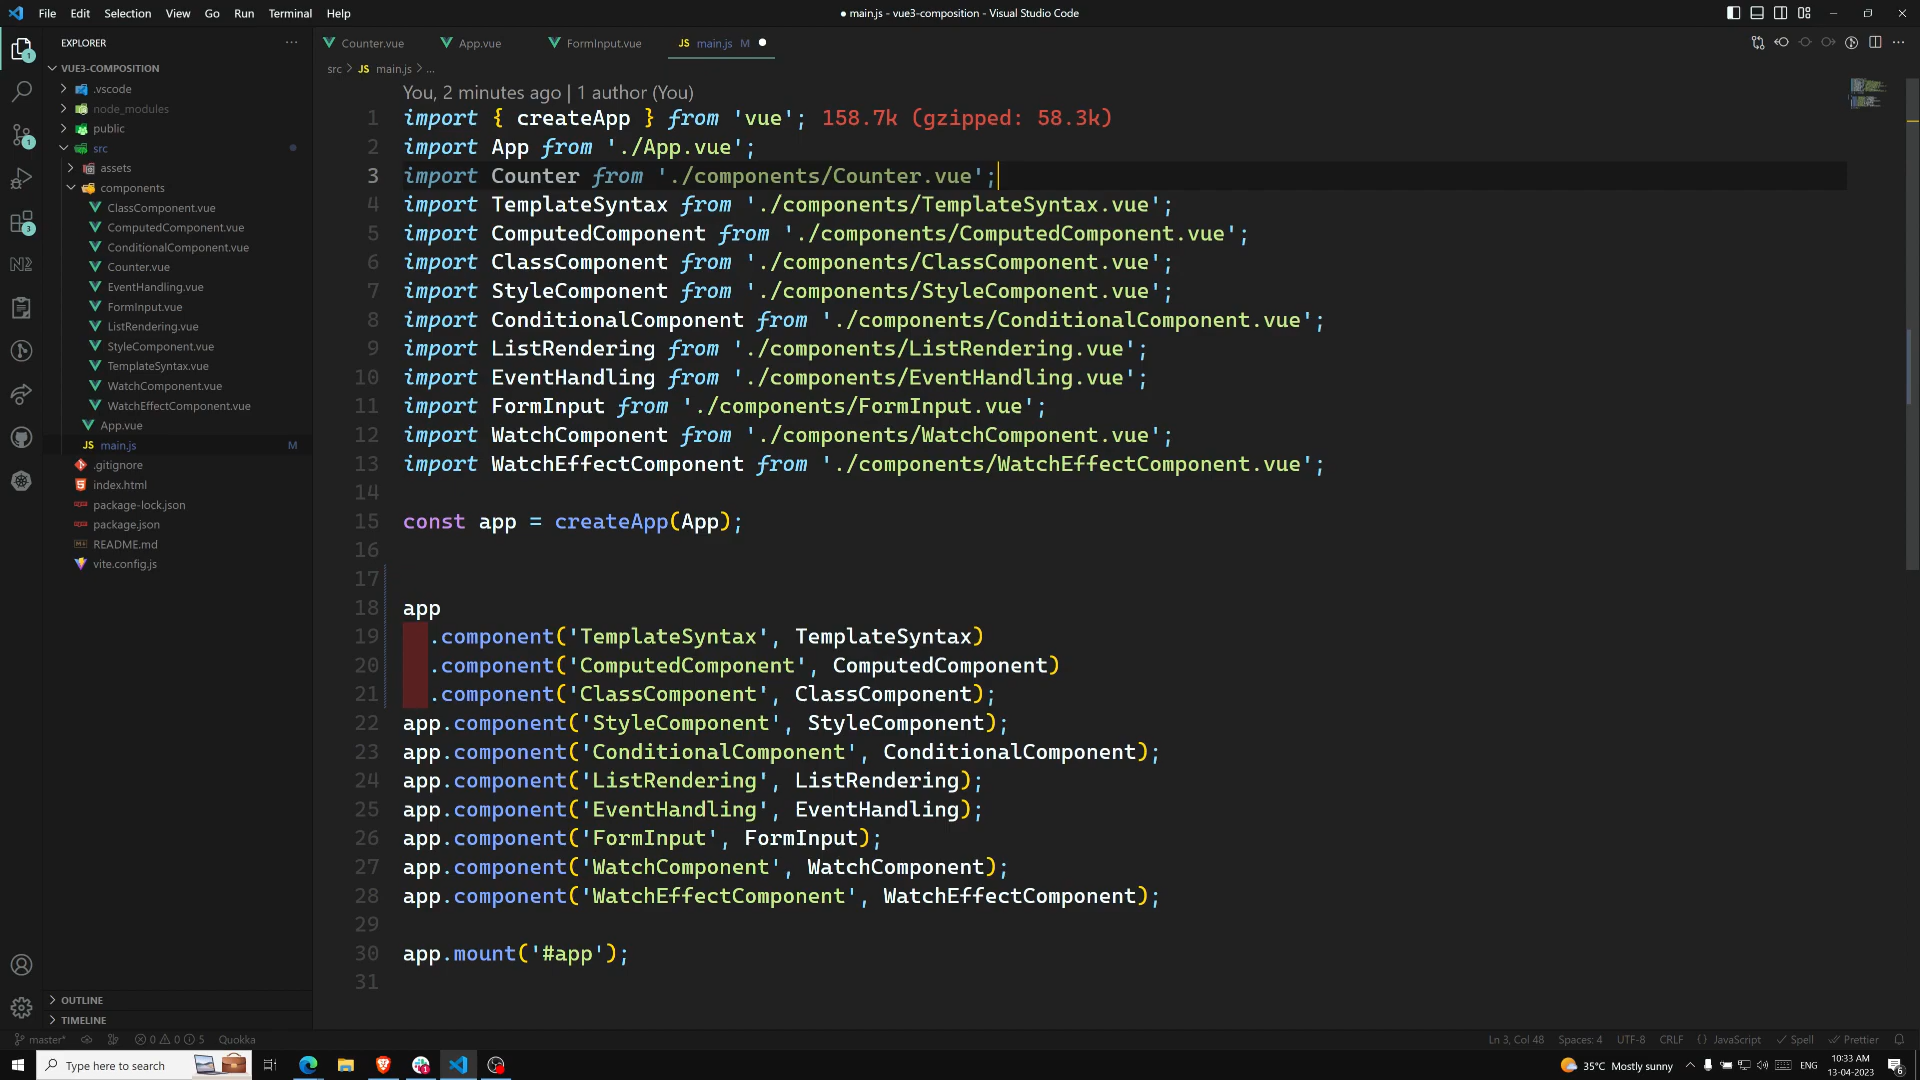 File Edit Selection View Go Run Terminal Help
● main.js - vue3-composition - Visual Studio Code
EXPLORER
VUE3-COMPOSITION
.vscode
node_modules
public
src
assets
components
ClassComponent.vue
ComputedComponent.vue
ConditionalComponent.vue
Counter.vue
EventHandling.vue
FormInput.vue
ListRendering.vue
StyleComponent.vue
TemplateSyntax.vue
WatchComponent.vue
WatchEffectComponent.vue
App.vue
JS main.js M
.gitignore
index.html
package-lock.json
package.json
README.md
vite.config.js
OUTLINE
TIMELINE
Counter.vue App.vue FormInput.vue JS main.js M
src > JS main.js > ...
You, 2 minutes ago | 1 author (You)
1 import { createApp } from 'vue'; 158.7k (gzipped: 58.3k)
2 import App from './App.vue';
3 import Counter from './components/Counter.vue';
4 import TemplateSyntax from './components/TemplateSyntax.vue';
5 import ComputedComponent from './components/ComputedComponent.vue';
6 import ClassComponent from './components/ClassComponent.vue';
7 import StyleComponent from './components/StyleComponent.vue';
8 import ConditionalComponent from './components/ConditionalComponent.vue';
9 import ListRendering from './components/ListRendering.vue';
10 import EventHandling from './components/EventHandling.vue';
11 import FormInput from './components/FormInput.vue';
12 import WatchComponent from './components/WatchComponent.vue';
13 import WatchEffectComponent from './components/WatchEffectComponent.vue';
14
15 const app = createApp(App);
16
17
18 app
19 .component('TemplateSyntax', TemplateSyntax)
20 .component('ComputedComponent', ComputedComponent)
21 .component('ClassComponent', ClassComponent);
22 app.component('StyleComponent', StyleComponent);
23 app.component('ConditionalComponent', ConditionalComponent);
24 app.component('ListRendering', ListRendering);
25 app.component('EventHandling', EventHandling);
26 app.component('FormInput', FormInput);
27 app.component('WatchComponent', WatchComponent);
28 app.component('WatchEffectComponent', WatchEffectComponent);
29
30 app.mount('#app');
31
master* 0 0 5 Quokka
Ln 3, Col 48 Spaces: 4 UTF-8 CRLF {} JavaScript Spell Prettier
Type here to search
35°C Mostly sunny ENG
10:33 AM
13-04-2023